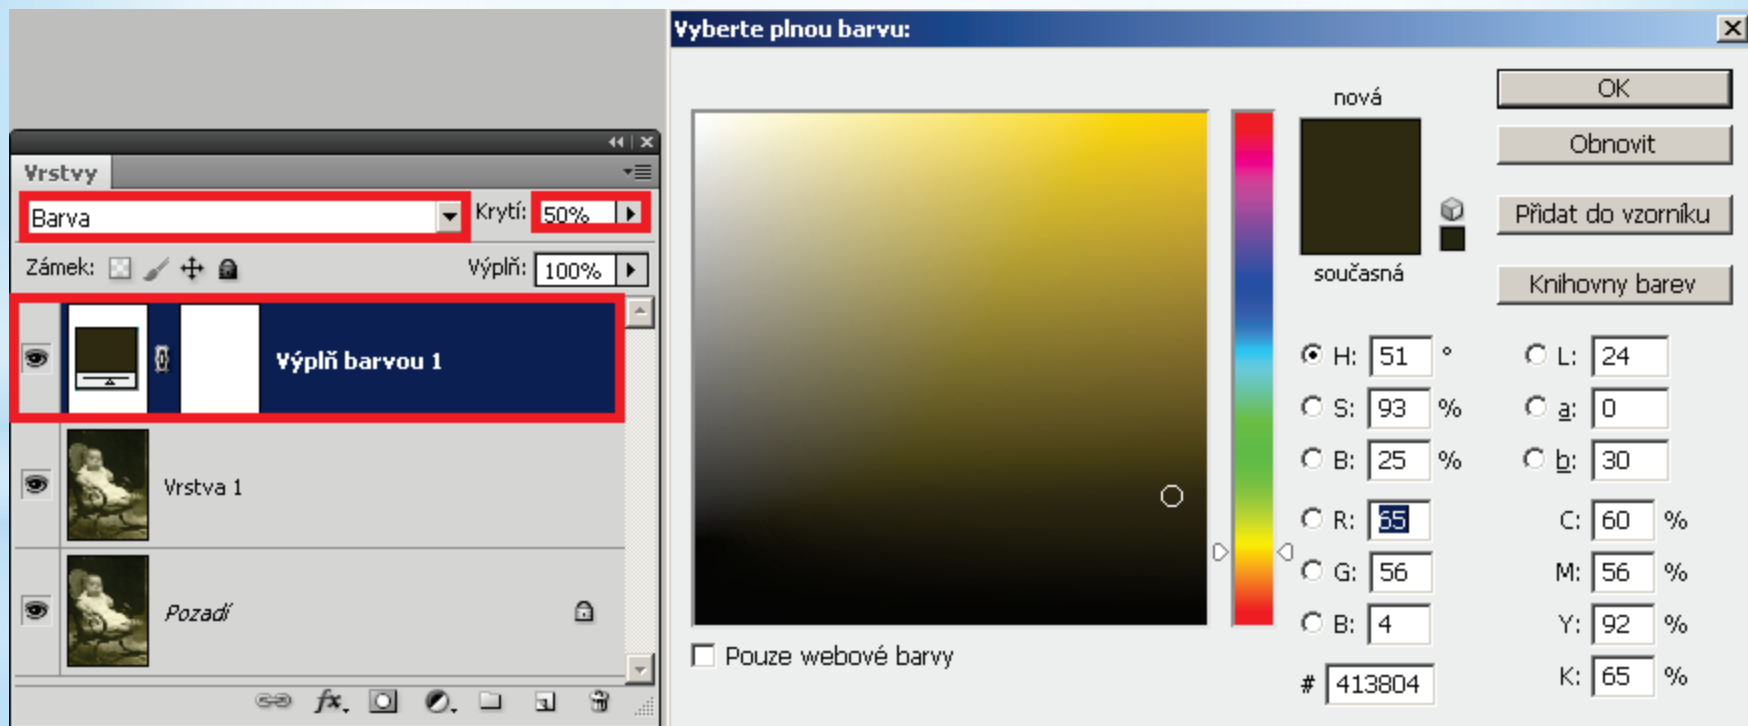 Vyberte plnou barvu:
Vrstvy
Barva
Krytí: 50%
Zámek:
Výplň: 100%
Výplň barvou 1
Vrstva 1
Pozadí
fx.
nová
současná
OK
Obnovit
Přidat do vzorníku
Knihovny barev
H: 51 °
S: 93 %
B: 25 %
R: 65
G: 56
B: 4
# 413804
L: 24
a: 0
b: 30
C: 60 %
M: 56 %
Y: 92 %
K: 65 %
Pouze webové barvy